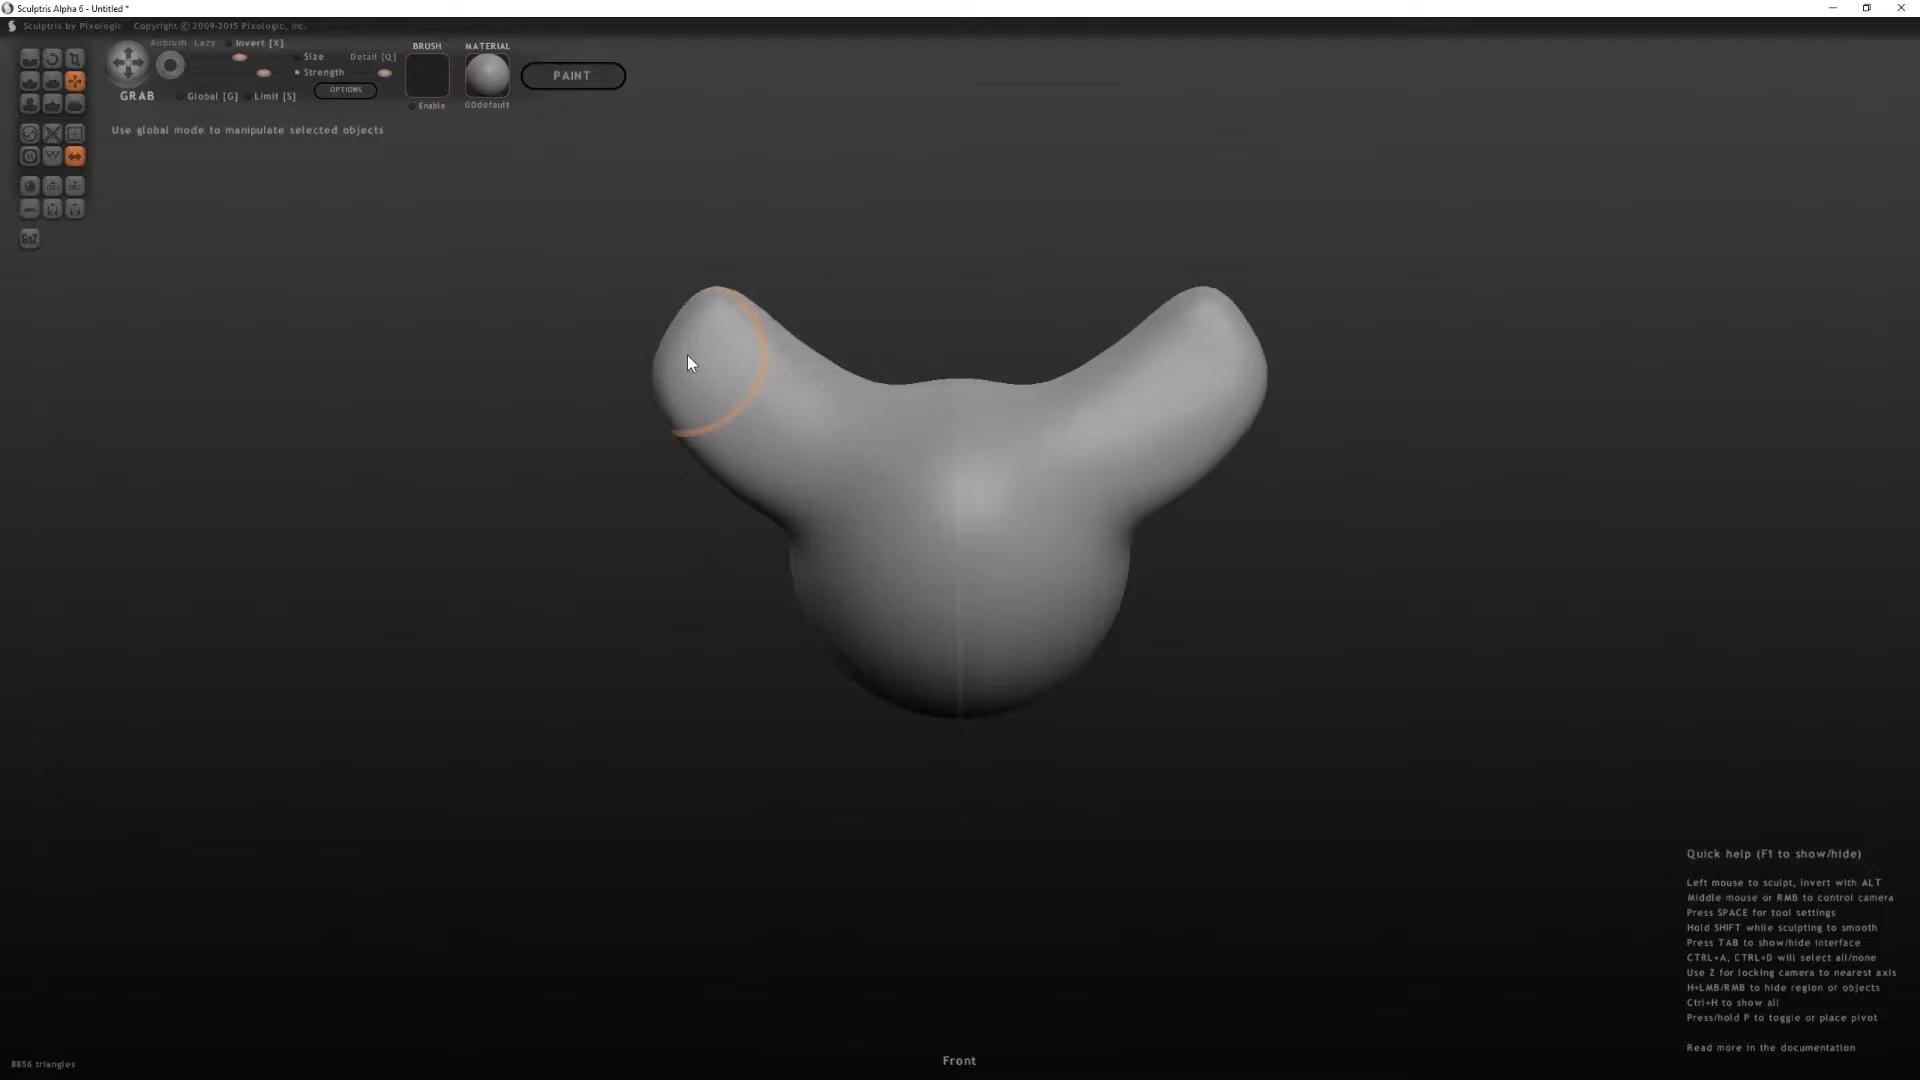 Sculptris Alpha 6 - Untitled *
Sculptris by Pixologic Copyright © 2009-2015 Pixologic, Inc.
Airbrush Lazy Invert [X]
Size Detail [Q]
Strength
GRAB Global [G] Limit [S] OPTIONS
BRUSH
Enable
MATERIAL
00default
PAINT
Use global mode to manipulate selected objects
GoZ
Quick help (F1 to show/hide)
Left mouse to sculpt, invert with ALT
Middle mouse or RMB to control camera
Press SPACE for tool settings
Hold SHIFT while sculpting to smooth
Press TAB to show/hide interface
CTRL+A, CTRL+D will select all/none
Use Z for locking camera to nearest axis
H+LMB/RMB to hide region or objects
Ctrl+H to show all
Press/hold P to toggle or place pivot
Read more in the documentation
8856 triangles
Front